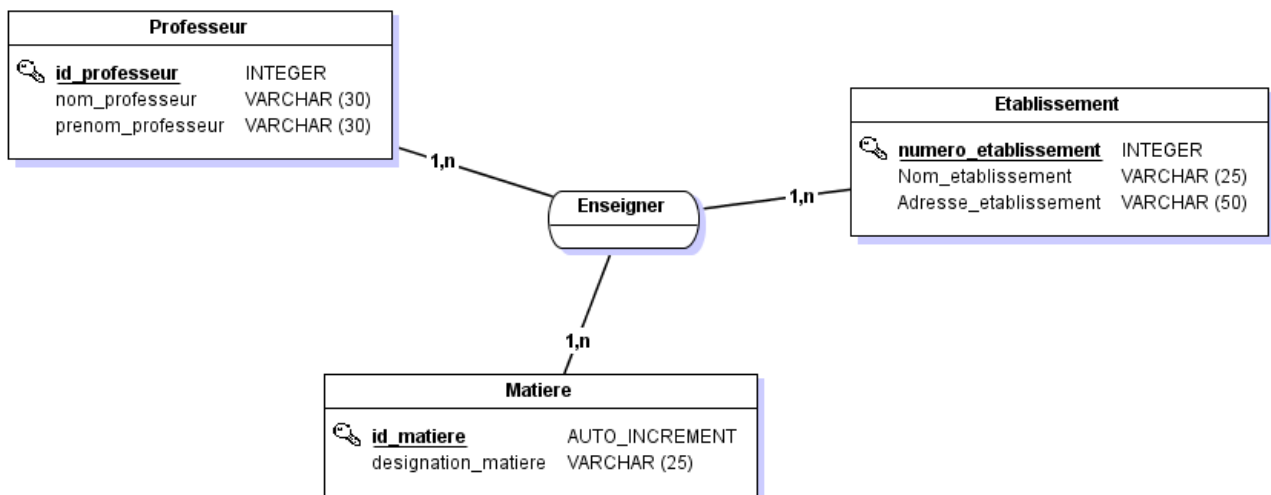 Professeur
id_professeur INTEGER
nom_professeur VARCHAR (30)
prenom_professeur VARCHAR (30)
1,n
Etablissement
numero_etablissement INTEGER
Nom_etablissement VARCHAR (25)
Adresse_etablissement VARCHAR (50)
1,n
Enseigner
1,n
Matiere
id_matiere AUTO_INCREMENT
designation_matiere VARCHAR (25)